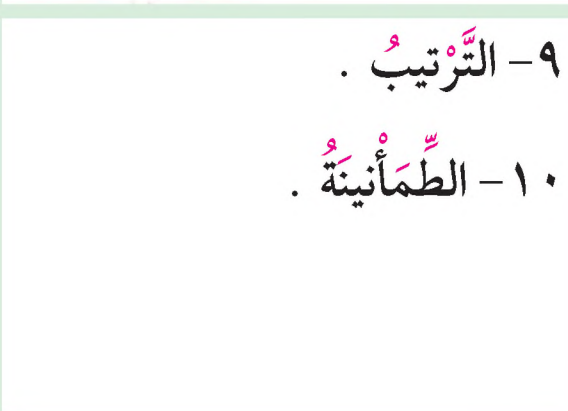 ٩- التَّرْتيبُ .
١٠- الطِّمَأْنينَةُ .